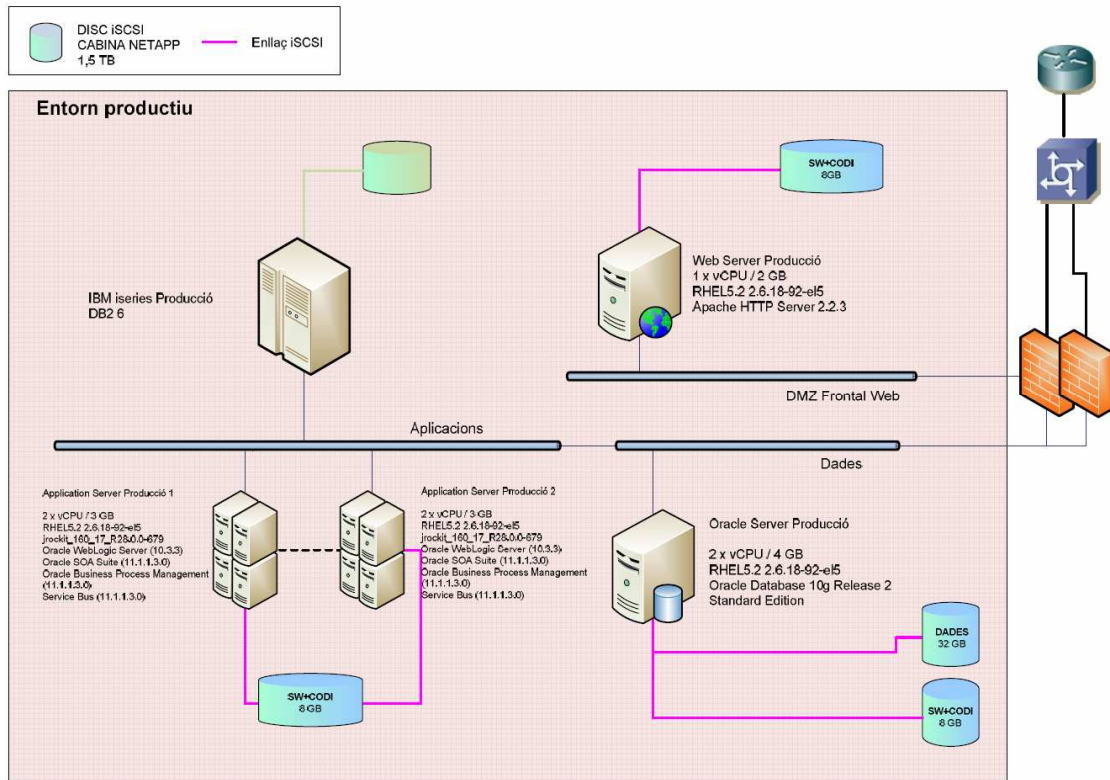 DISC iSCSI
CABINA NETAPP
1,5 TB
Enllaç iSCSI
Entorn productiu
SW+CODI
8GB
IBM iseries Producció
DB2 6
Web Server Producció
1 x vCPU / 2 GB
RHEL5.2 2.6.18-92-el5
Apache HTTP Server 2.2.3
DMZ Frontal Web
Aplicacions
Dades
Application Server Producció 1
2 x vCPU / 3 GB
RHEL5.2 2.6.18-92-el5
jrockit_160_17_R28.0.0-679
Oracle WebLogic Server (10.3.3)
Oracle SOA Suite (11.1.1.3.0)
Oracle Business Process Management
(11.1.1.3.0)
Service Bus (11.1.1.3.0)
Application Server Prroducció 2
2 x vCPU / 3 GB
RHEL5.2 2.6.18-92-el5
jrockit_160_17_R28.0.0-679
Oracle WebLogic Server (10.3.3)
Oracle SOA Suite (11.1.1.3.0)
Oracle Business Process Management
(11.1.1.3.0)
Service Bus (11.1.1.3.0)
Oracle Server Producció
2 x vCPU / 4 GB
RHEL5.2 2.6.18-92-el5
Oracle Database 10g Release 2
Standard Edition
DADES
32 GB
SW+CODI
8 GB
SW+CODI
8 GB